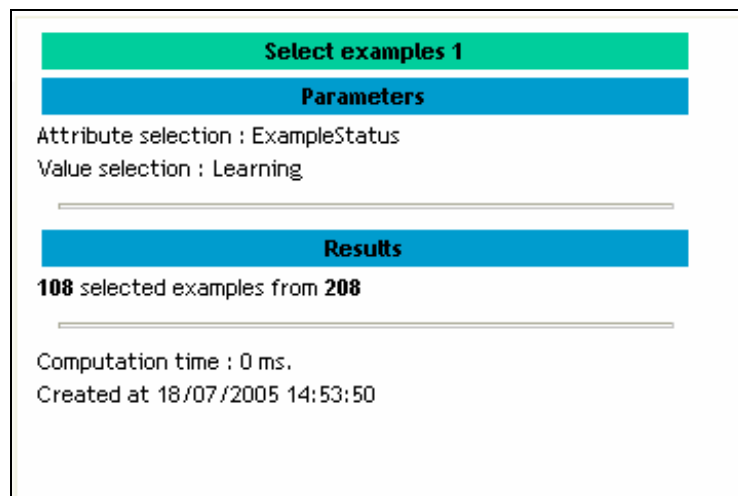 Select examples 1
Parameters
Attribute selection : ExampleStatus
Value selection : Learning
Results
108 selected examples from 208
Computation time : 0 ms.
Created at 18/07/2005 14:53:50